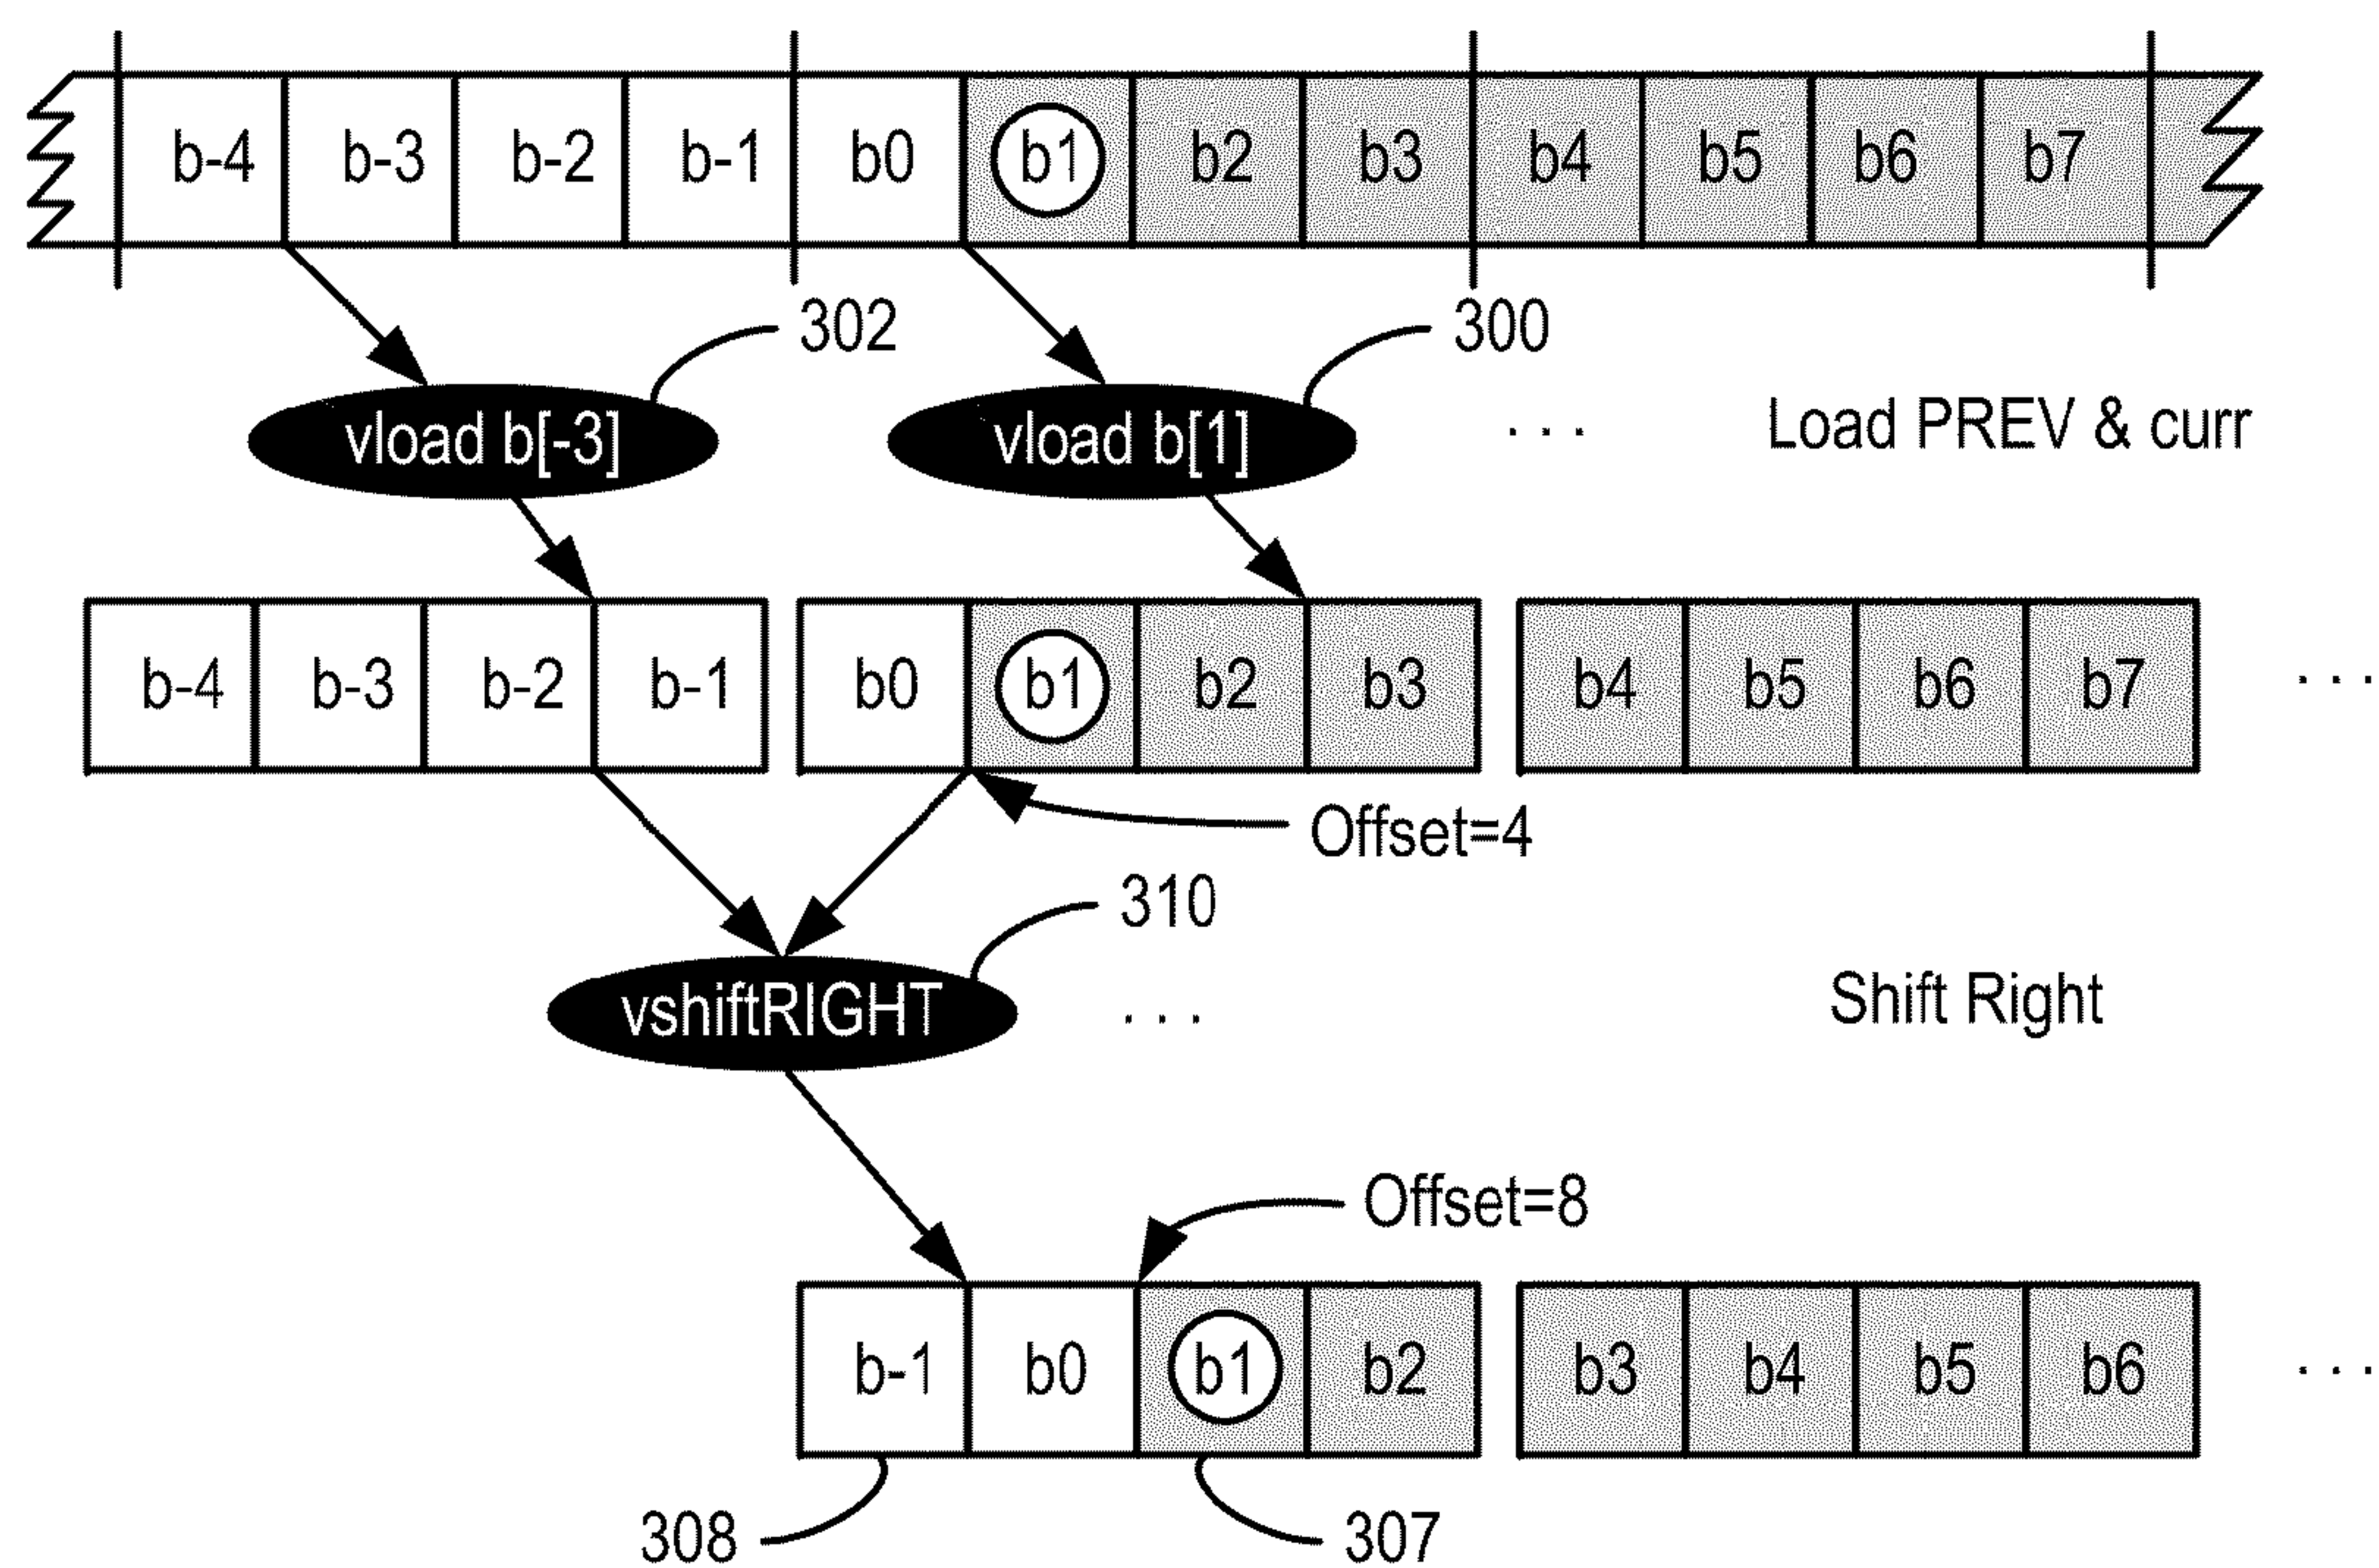 b-4 b-3 b-2 b-1 b0 b1 b2 b3 b4 b5 b6 b7
302 300
vload b[-3] vload b[1] . . . Load PREV & curr
b-4 b-3 b-2 b-1 b0 b1 b2 b3 b4 b5 b6 b7 . . .
Offset=4
310
vshiftRIGHT . . . Shift Right
Offset=8
b-1 b0 b1 b2 b3 b4 b5 b6 . . .
308 307